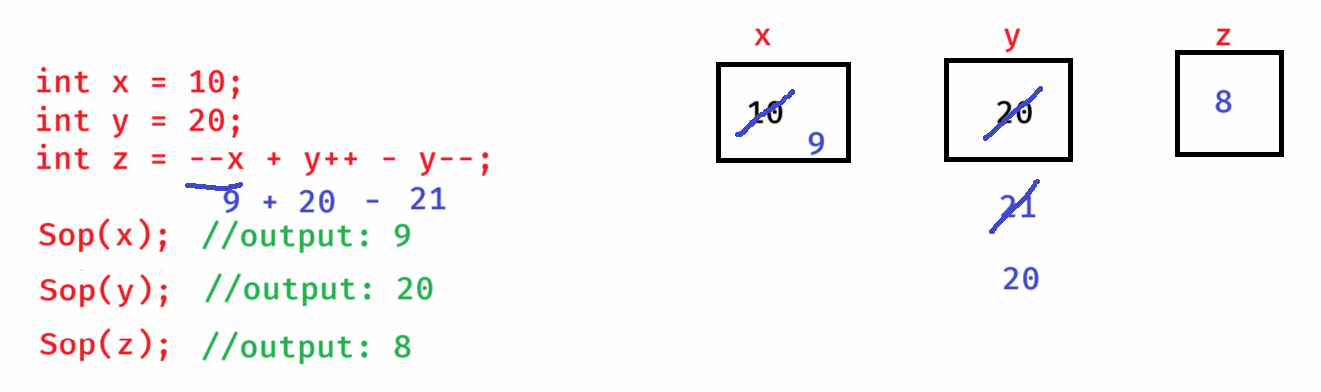 int x = 10;
int y = 20;
int z = --x + y++ - y--;
9 + 20 - 21
Sop(x); //output: 9
Sop(y); //output: 20
Sop(z); //output: 8
x y z
10 20 8
9
21
20